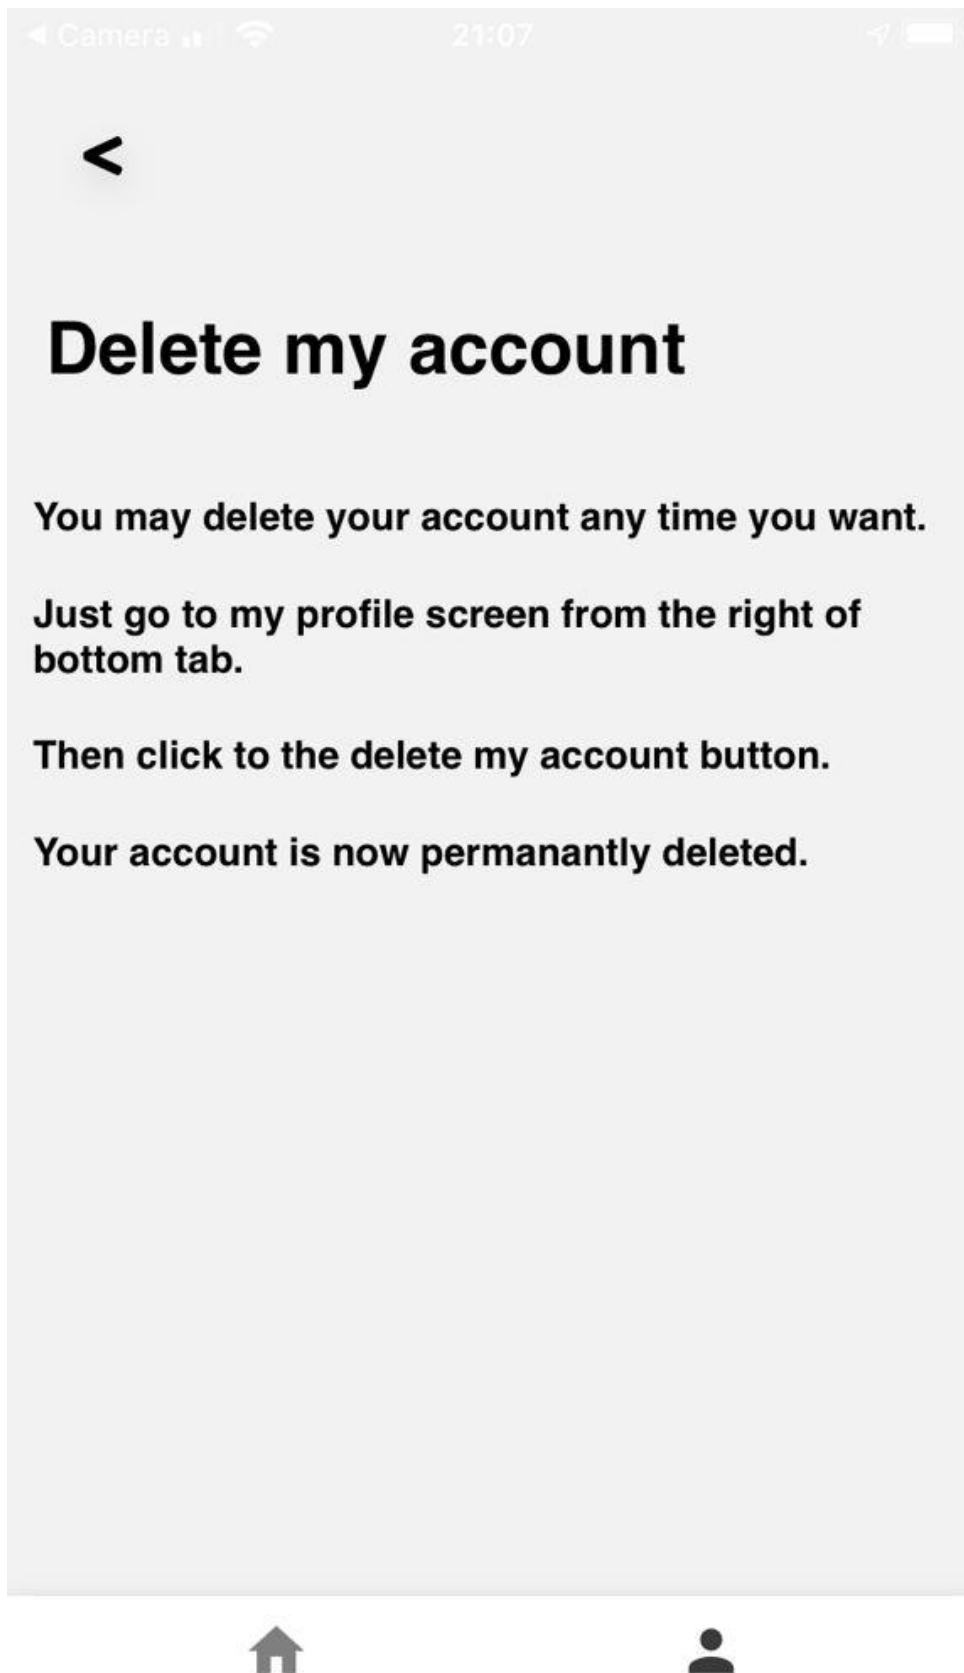 Camera
21:07
<
Delete my account
You may delete your account any time you want.
Just go to my profile screen from the right of
bottom tab.
Then click to the delete my account button.
Your account is now permanantly deleted.